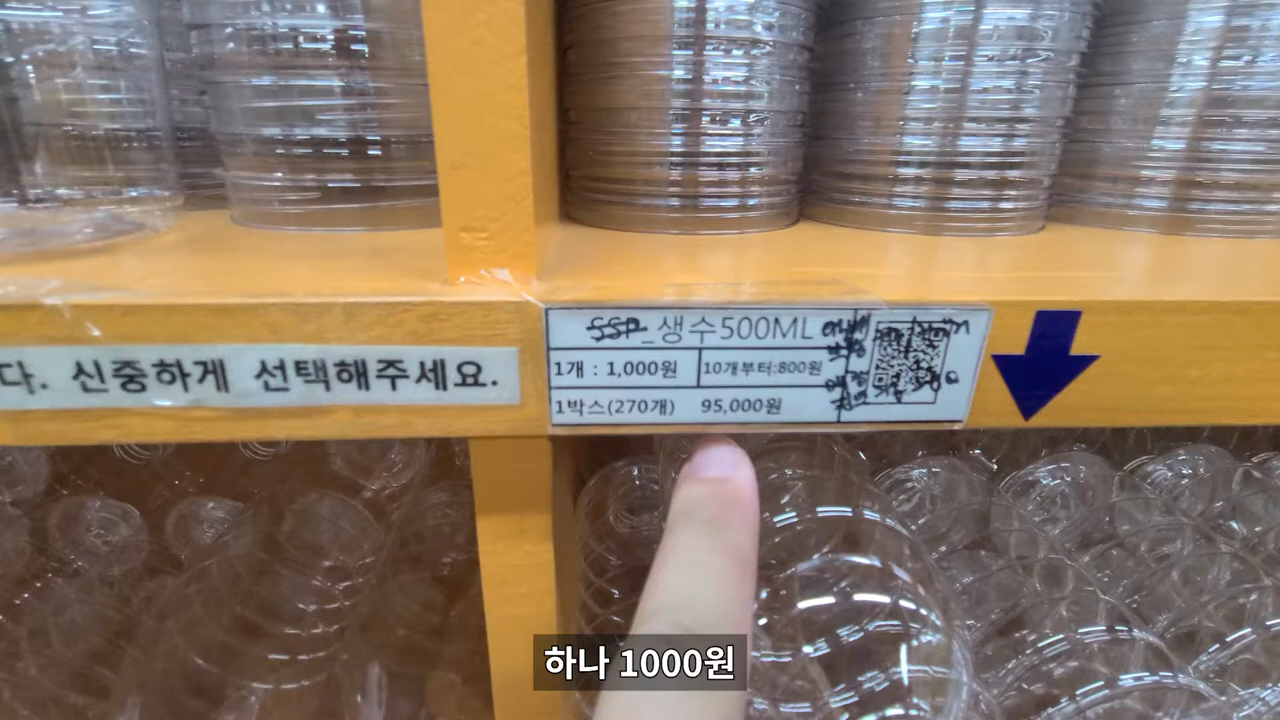 다. 신중하게 선택해주세요.
SSP_생수500ML
1개 : 1,000원
10개부터:800원
1박스(270개) 95,000원
하나 1000원